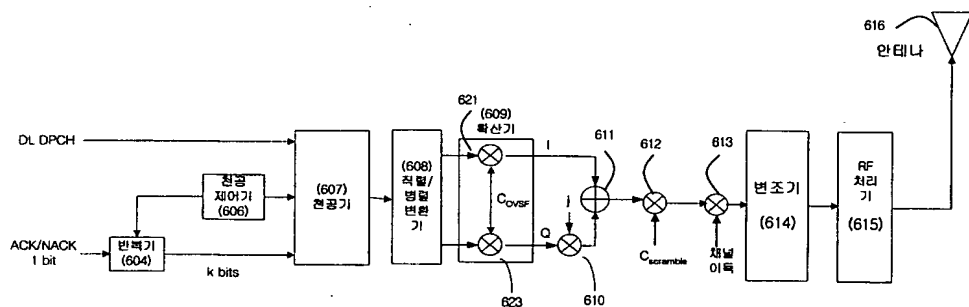 616
안테나
621
(609)
확산기
611
612
613
DL DPCH
I
(608)
직렬/
병렬
변환
기
(607)
천공기
천공
제어기
(606)
C_OVSF
j
변조기
(614)
RF
처리
기
(615)
ACK/NACK
1 bit
반복기
(604)
k bits
Q
C_scramble
채널
이득
623
610